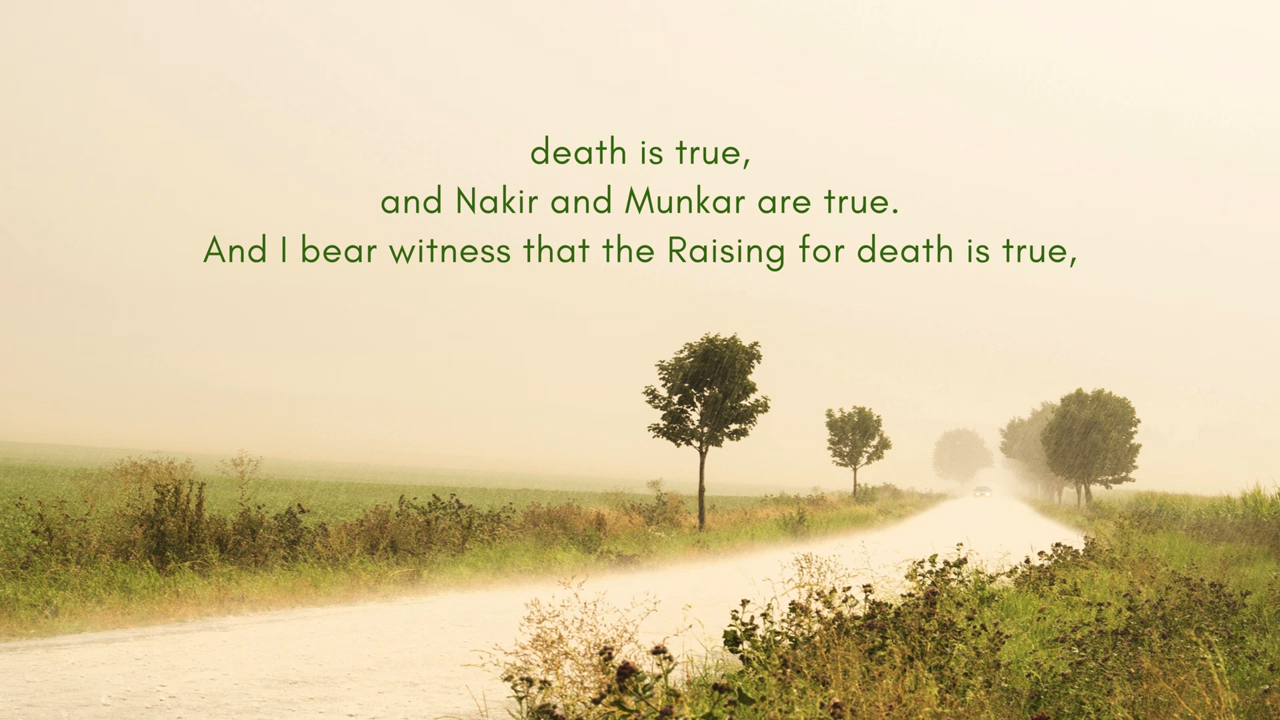 death is true,
and Nakir and Munkar are true.
And I bear witness that the Raising for death is true,